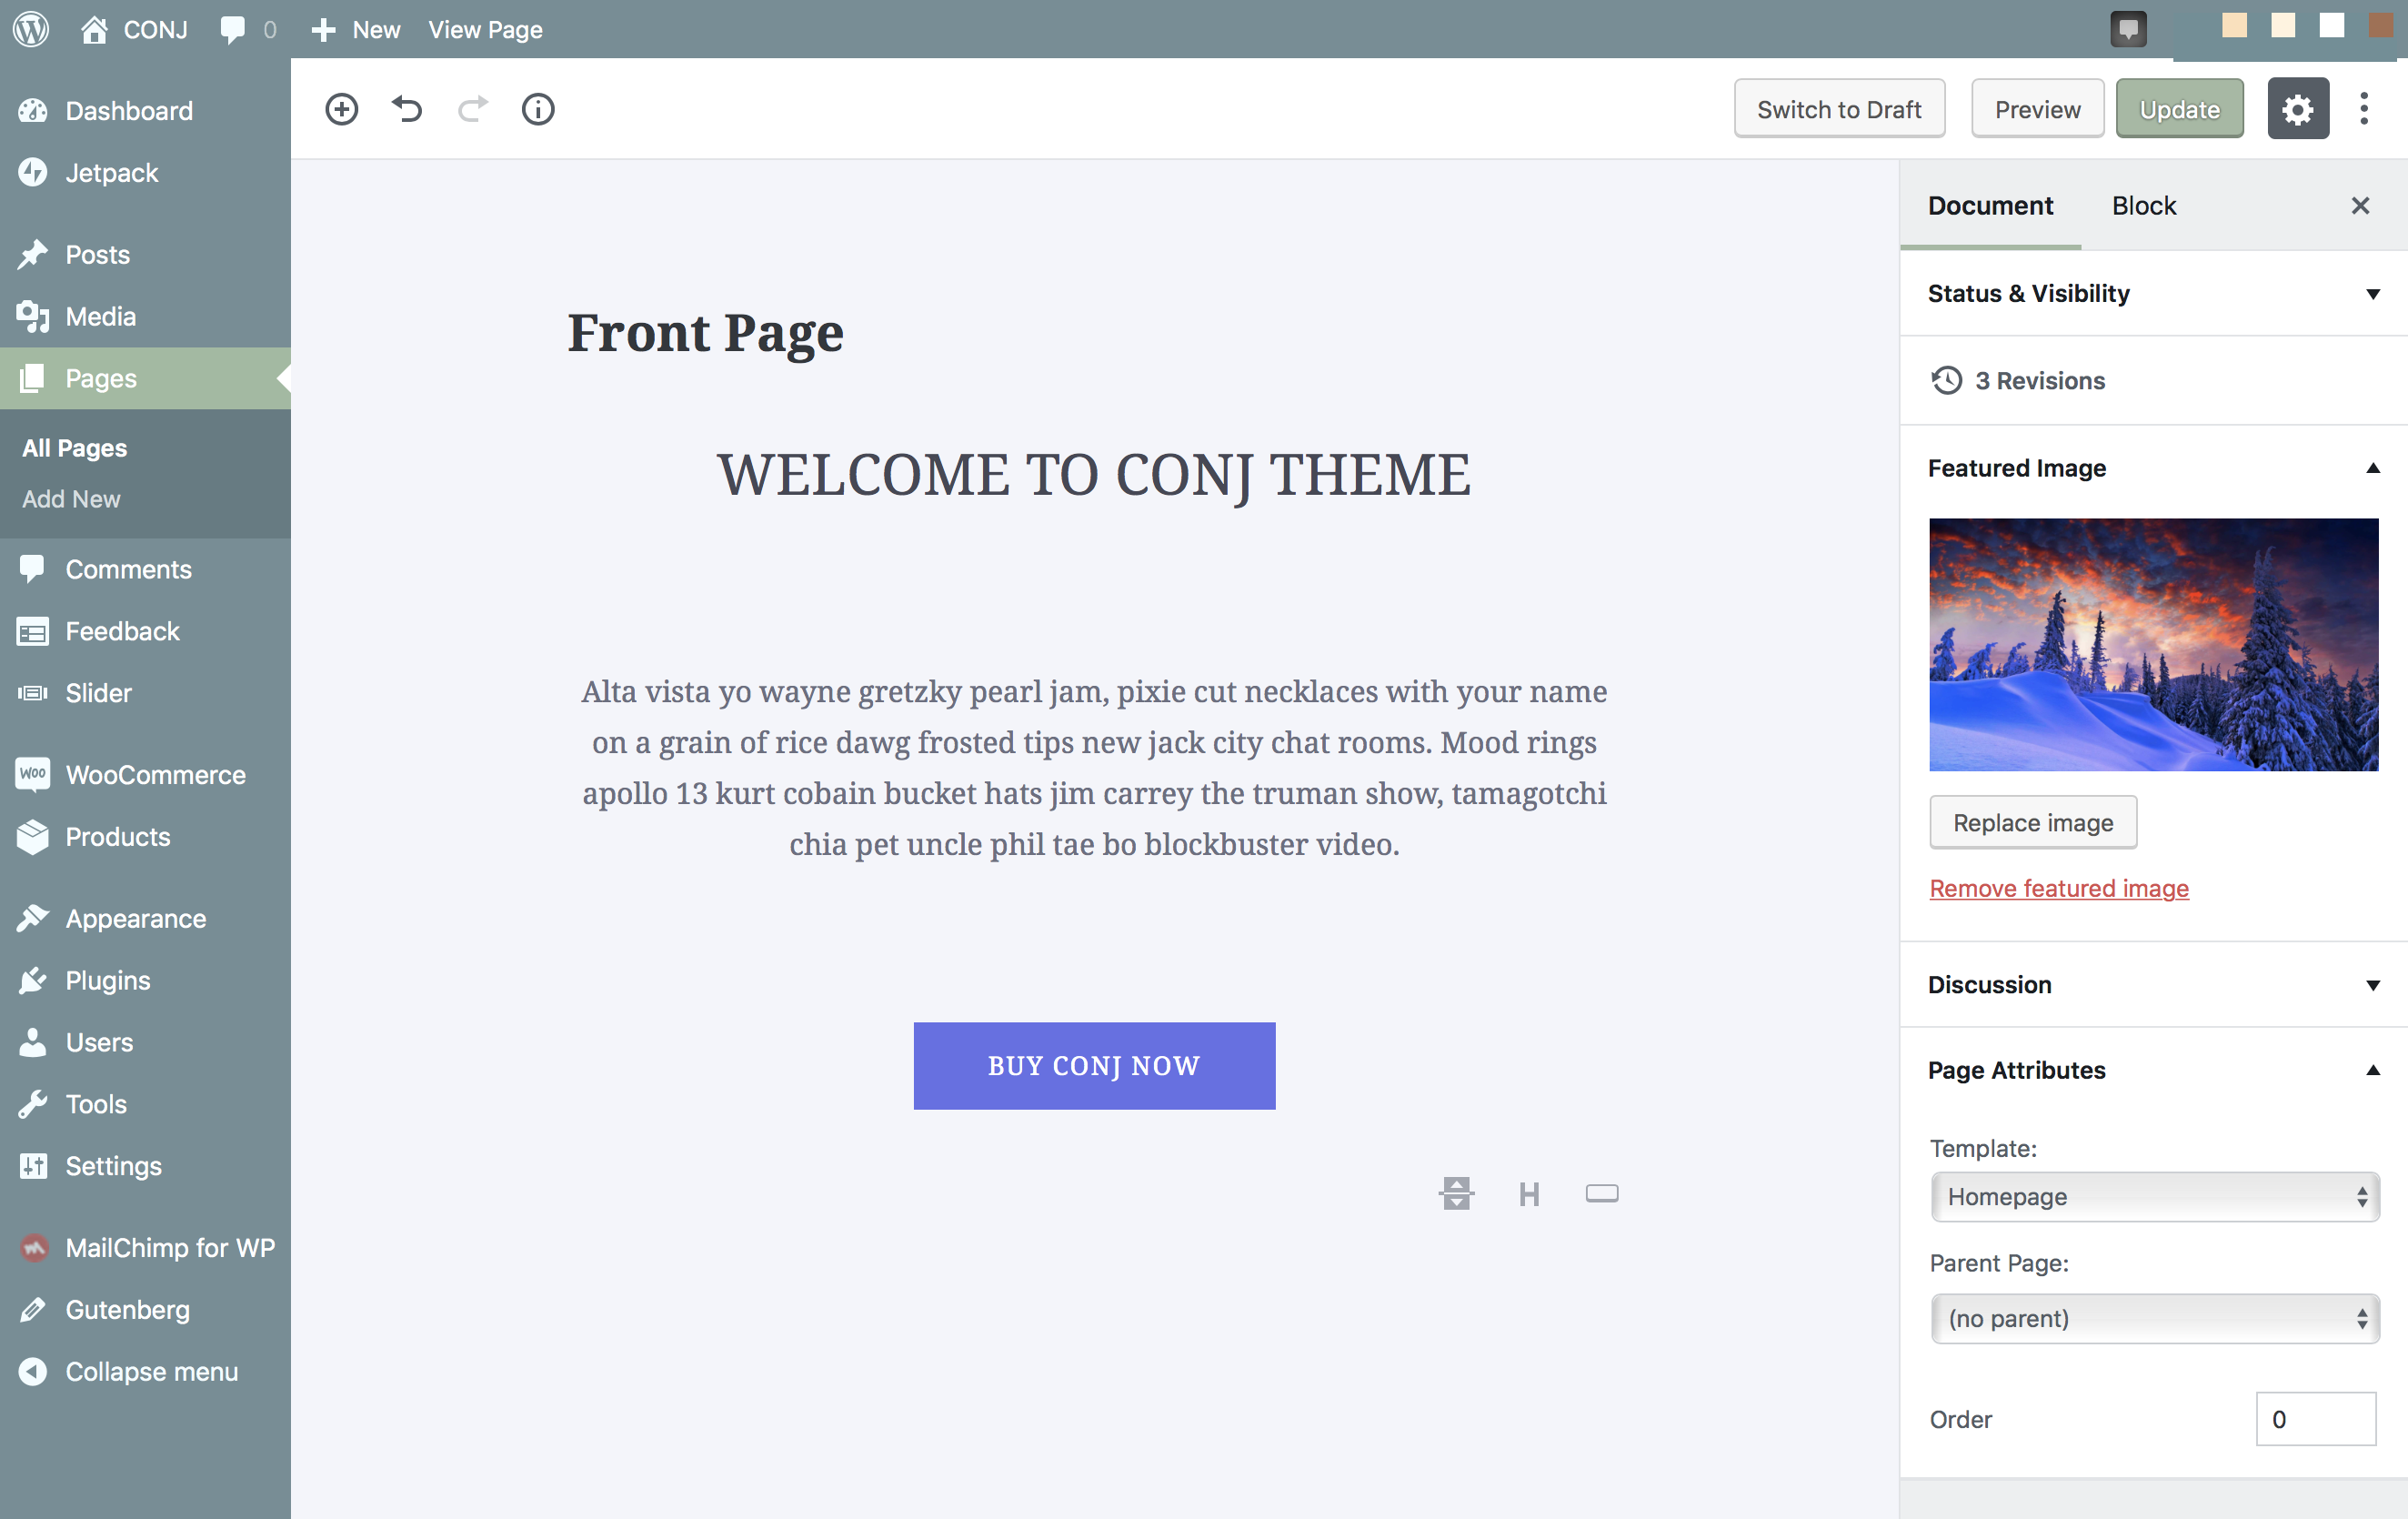 CONJ
0
New
View Page
Dashboard
Jetpack
Posts
Media
Pages
All Pages
Add New
Comments
Feedback
Slider
Woo
WooCommerce
Products
Appearance
Plugins
Users
Tools
Settings
MailChimp for WP
Gutenberg
Collapse menu
Switch to Draft
Preview
Update
Front Page
WELCOME TO CONJ THEME
Alta vista yo wayne gretzky pearl jam, pixie cut necklaces with your name
on a grain of rice dawg frosted tips new jack city chat rooms. Mood rings
apollo 13 kurt cobain bucket hats jim carrey the truman show, tamagotchi
chia pet uncle phil tae bo blockbuster video.
BUY CONJ NOW
H
Document
Block
Status & Visibility
3 Revisions
Featured Image
Replace image
Remove featured image
Discussion
Page Attributes
Template:
Homepage
Parent Page:
(no parent)
Order
0